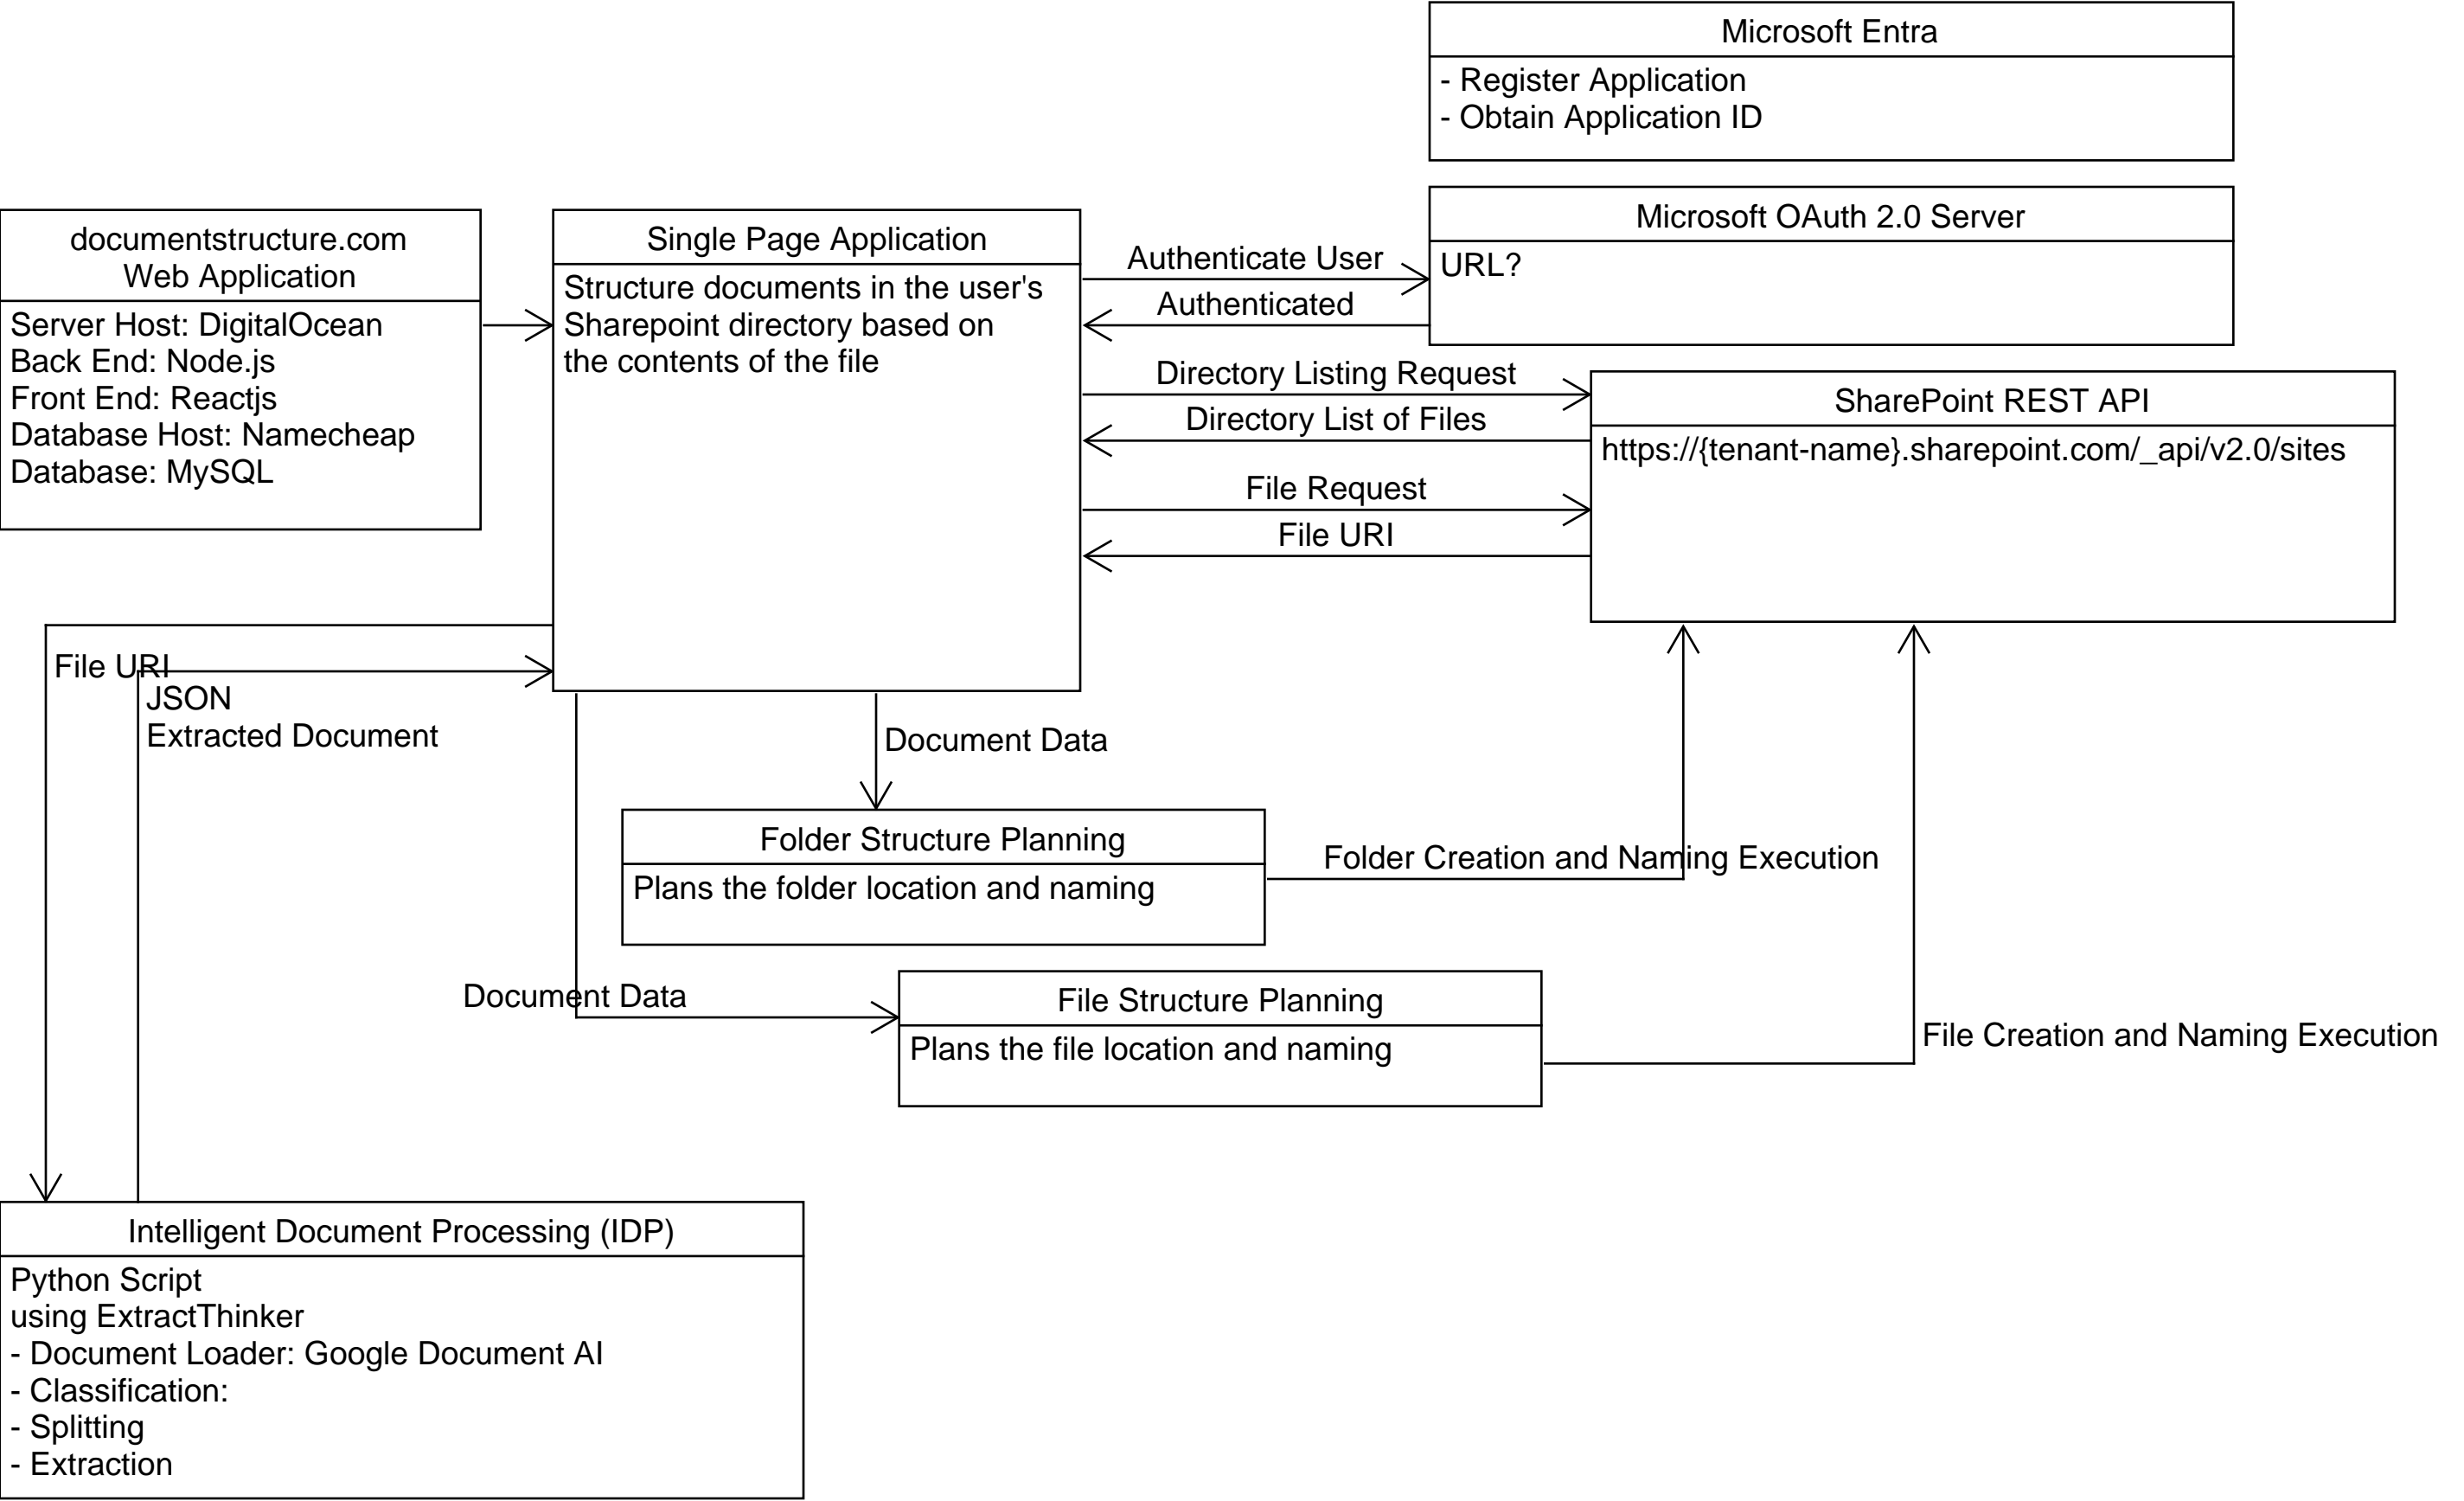 Microsoft Entra
- Register Application
- Obtain Application ID
documentstructure.com
Web Application
Server Host: DigitalOcean
Back End: Node.js
Front End: Reactjs
Database Host: Namecheap
Database: MySQL
Single Page Application
Structure documents in the user's
Sharepoint directory based on
the contents of the file
Authenticate User
Authenticated
Microsoft OAuth 2.0 Server
URL?
Directory Listing Request
Directory List of Files
File Request
File URI
SharePoint REST API
https://{tenant-name}.sharepoint.com/_api/v2.0/sites
File URI
JSON
Extracted Document
Document Data
Folder Structure Planning
Plans the folder location and naming
Folder Creation and Naming Execution
Document Data
File Structure Planning
Plans the file location and naming
File Creation and Naming Execution
Intelligent Document Processing (IDP)
Python Script
using ExtractThinker
- Document Loader: Google Document AI
- Classification:
- Splitting
- Extraction